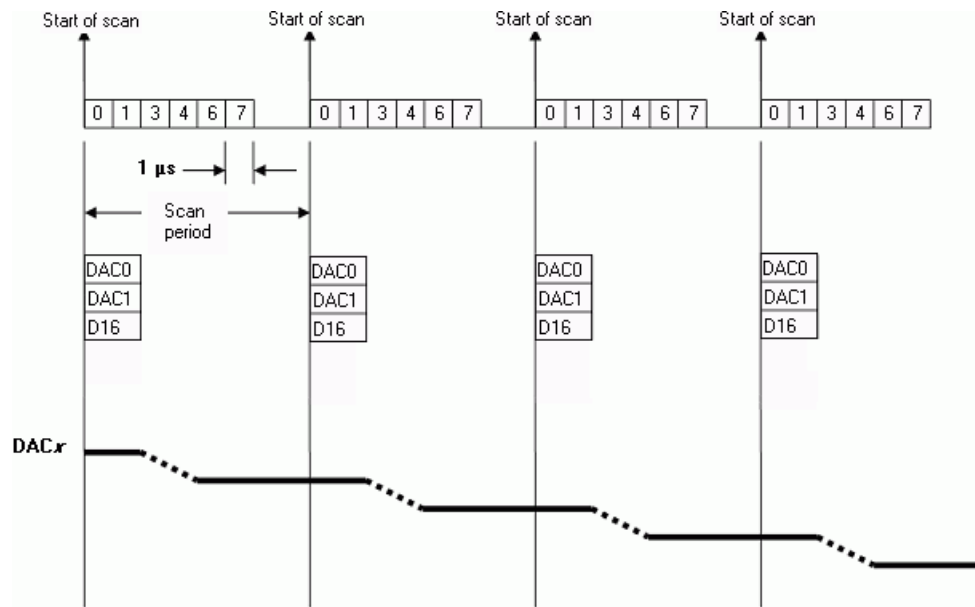 Start of scan Start of scan Start of scan Start of scan
0 1 3 4 6 7 0 1 3 4 6 7 0 1 3 4 6 7 0 1 3 4 6 7
1 µs
Scan
period
DAC0 DAC0 DAC0 DAC0
DAC1 DAC1 DAC1 DAC1
D16 D16 D16 D16
DACx